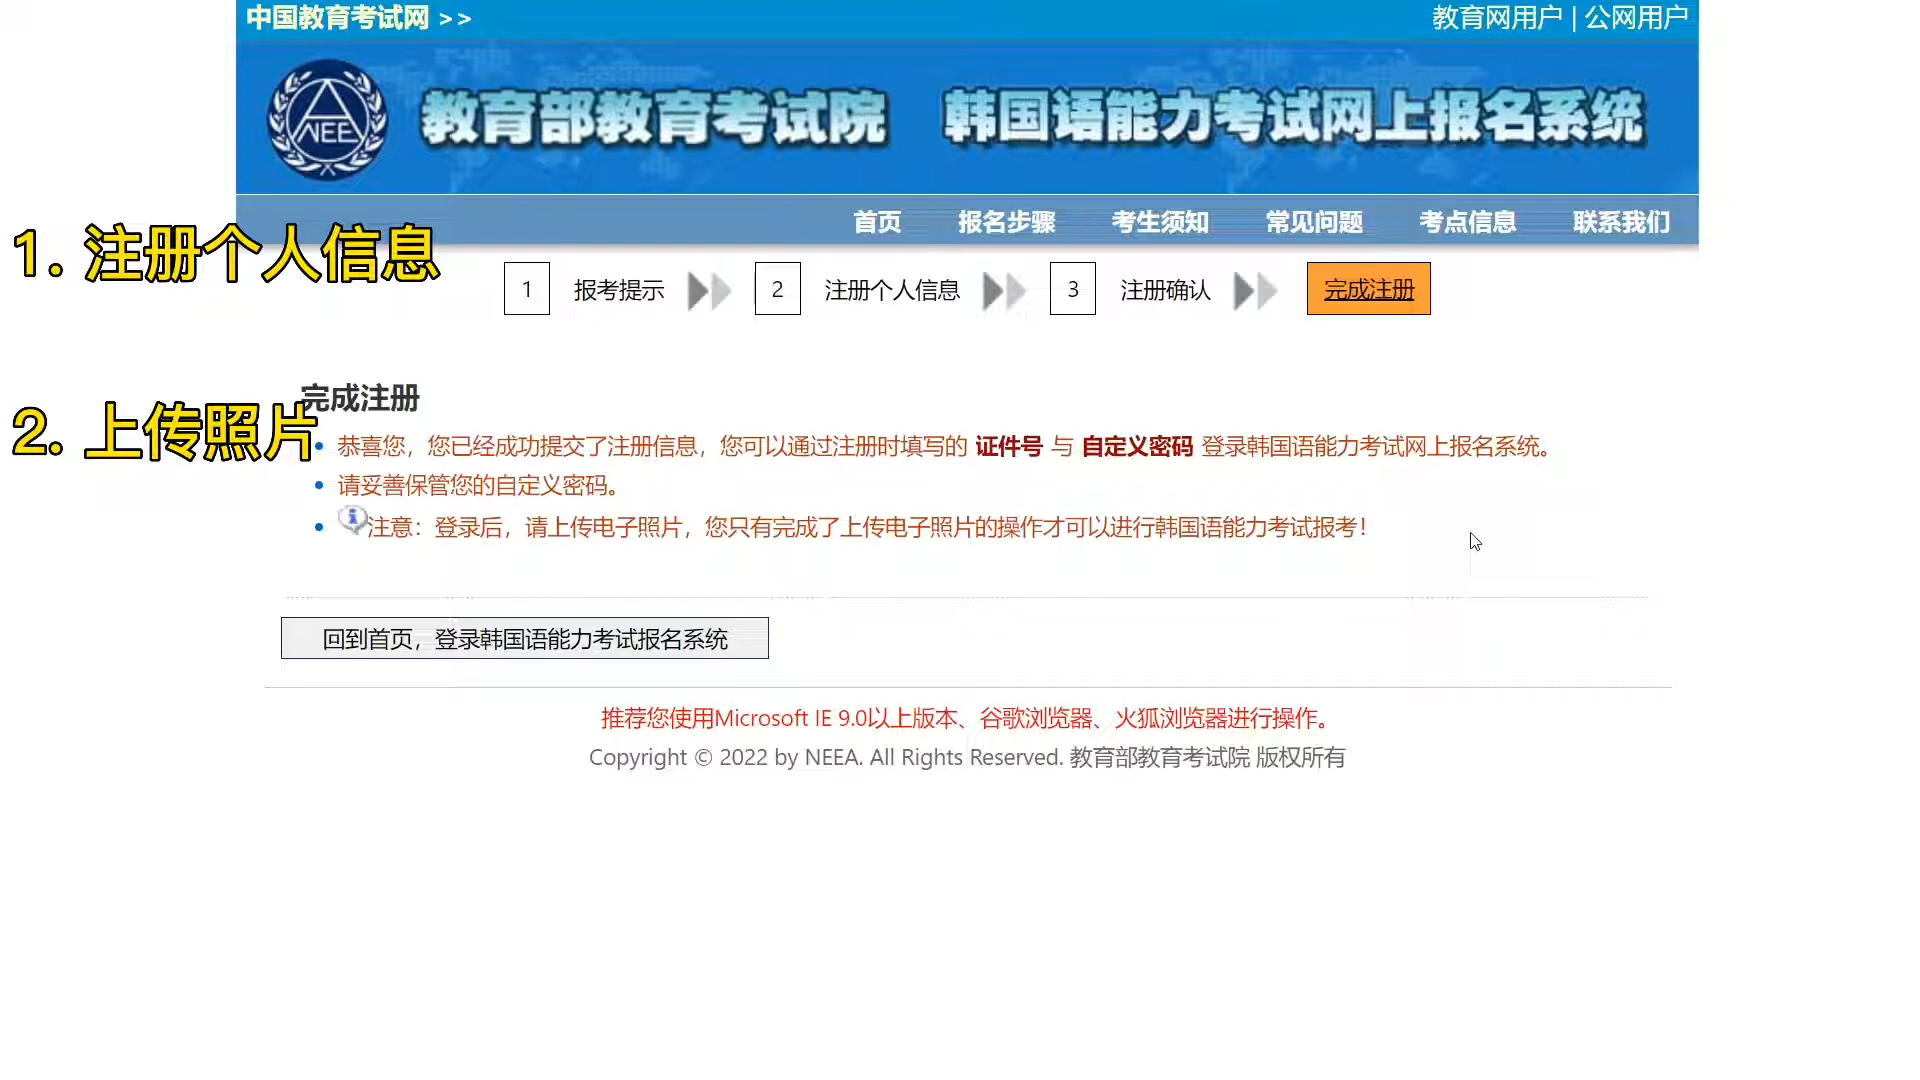 中国教育考试网 >>
教育网用户 | 公网用户
NEEA
教育部教育考试院 韩国语能力考试网上报名系统
首页 报名步骤 考生须知 常见问题 考点信息 联系我们
1. 注册个人信息
1 报考提示 2 注册个人信息 3 注册确认 完成注册
完成注册
2. 上传照片
恭喜您，您已经成功提交了注册信息，您可以通过注册时填写的 证件号 与 自定义密码 登录韩国语能力考试网上报名系统。
请妥善保管您的自定义密码。
注意：登录后，请上传电子照片，您只有完成了上传电子照片的操作才可以进行韩国语能力考试报考！
回到首页，登录韩国语能力考试报名系统
推荐您使用Microsoft IE 9.0以上版本、谷歌浏览器、火狐浏览器进行操作。
Copyright © 2022 by NEEA. All Rights Reserved. 教育部教育考试院 版权所有